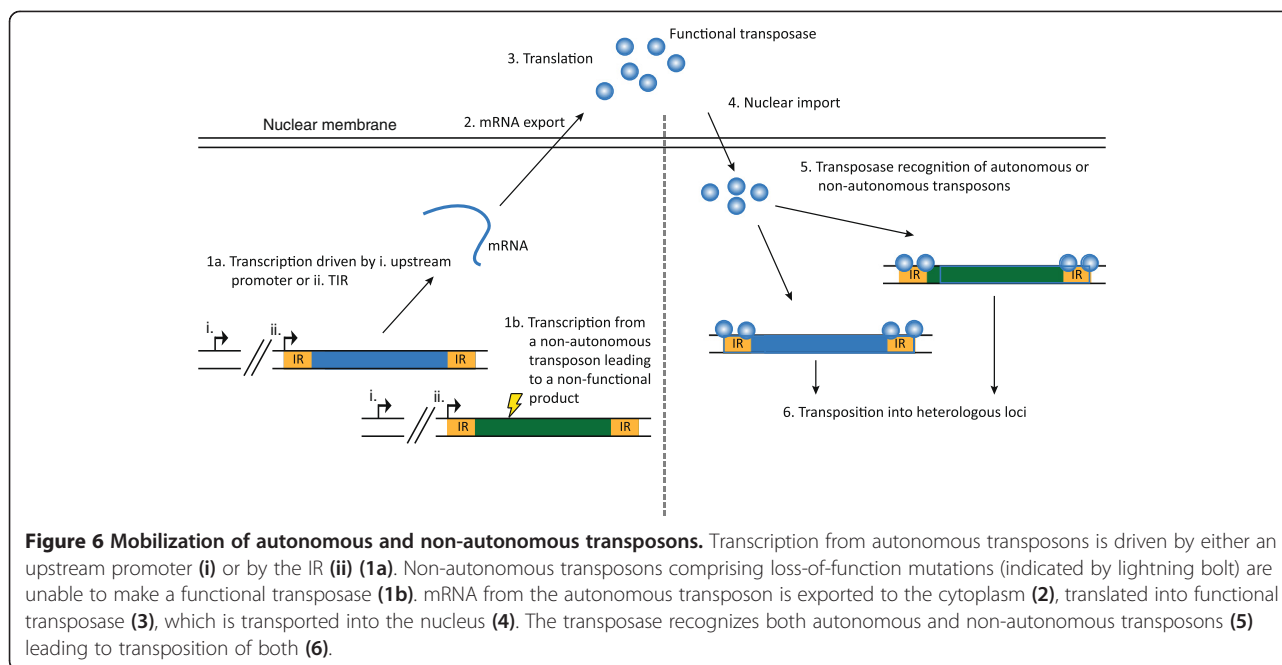 Functional transposase
3. Translation
4. Nuclear import
Nuclear membrane
2. mRNA export
5. Transposase recognition of autonomous or
non-autonomous transposons
mRNA
1a. Transcription driven by i. upstream
promoter or ii. TIR
IR
IR
i.
ii.
IR
IR
1b. Transcription from
a non-autonomous
transposon leading
to a non-functional
product
IR
IR
i.
ii.
IR
IR
6. Transposition into heterologous loci
Figure 6 Mobilization of autonomous and non-autonomous transposons. Transcription from autonomous transposons is driven by either an
upstream promoter (i) or by the IR (ii) (1a). Non-autonomous transposons comprising loss-of-function mutations (indicated by lightning bolt) are
unable to make a functional transposase (1b). mRNA from the autonomous transposon is exported to the cytoplasm (2), translated into functional
transposase (3), which is transported into the nucleus (4). The transposase recognizes both autonomous and non-autonomous transposons (5)
leading to transposition of both (6).